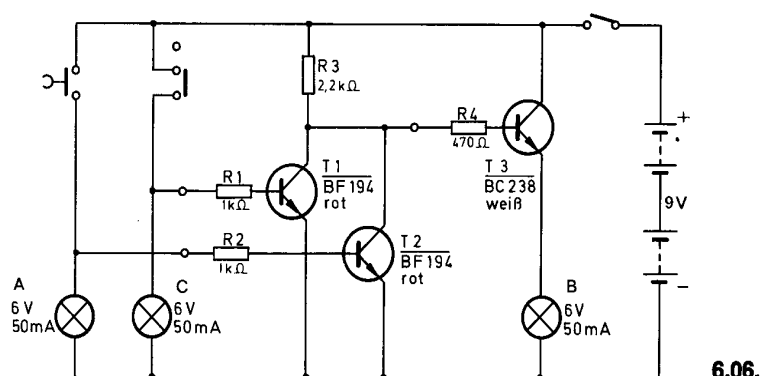 R3
2,2kΩ
R4
470Ω
T3
BC238
weiß
R1
1kΩ
T1
BF194
rot
R2
1kΩ
T2
BF194
rot
+
9V
−
A
6V
50mA
C
6V
50mA
B
6V
50mA
6.06.